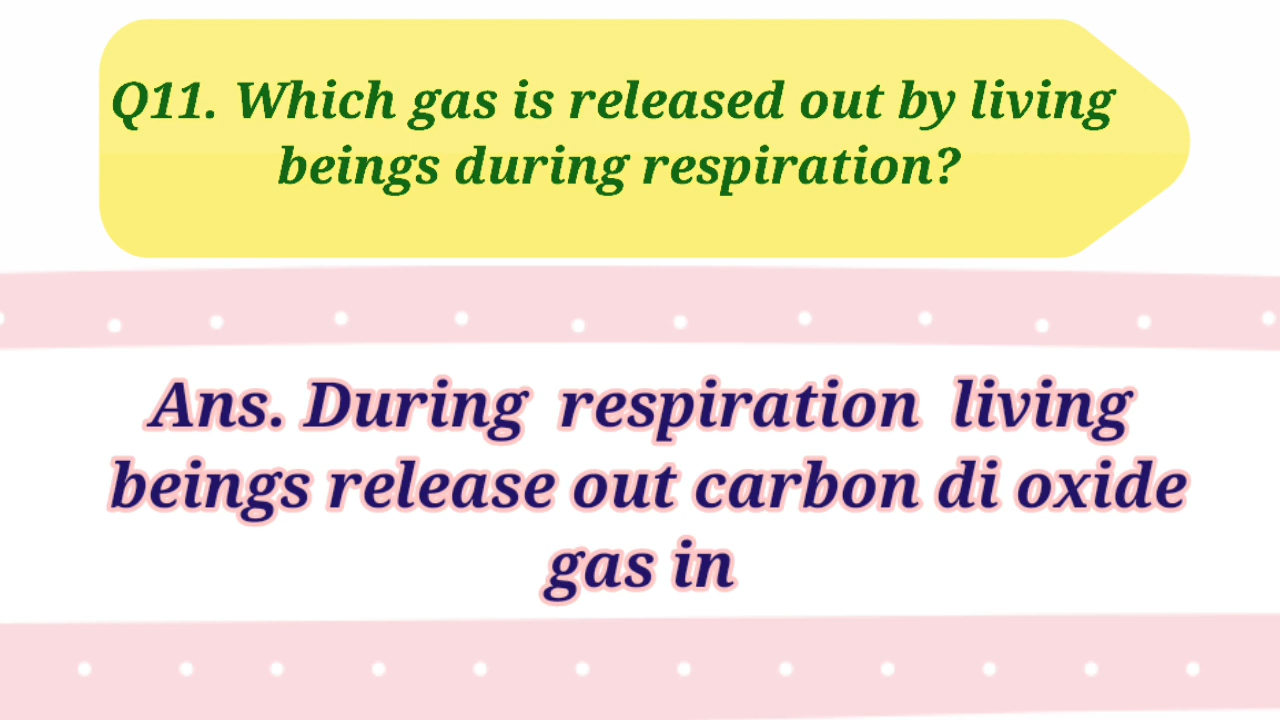 Q11. Which gas is released out by living
beings during respiration?
Ans. During respiration living
beings release out carbon di oxide
gas in